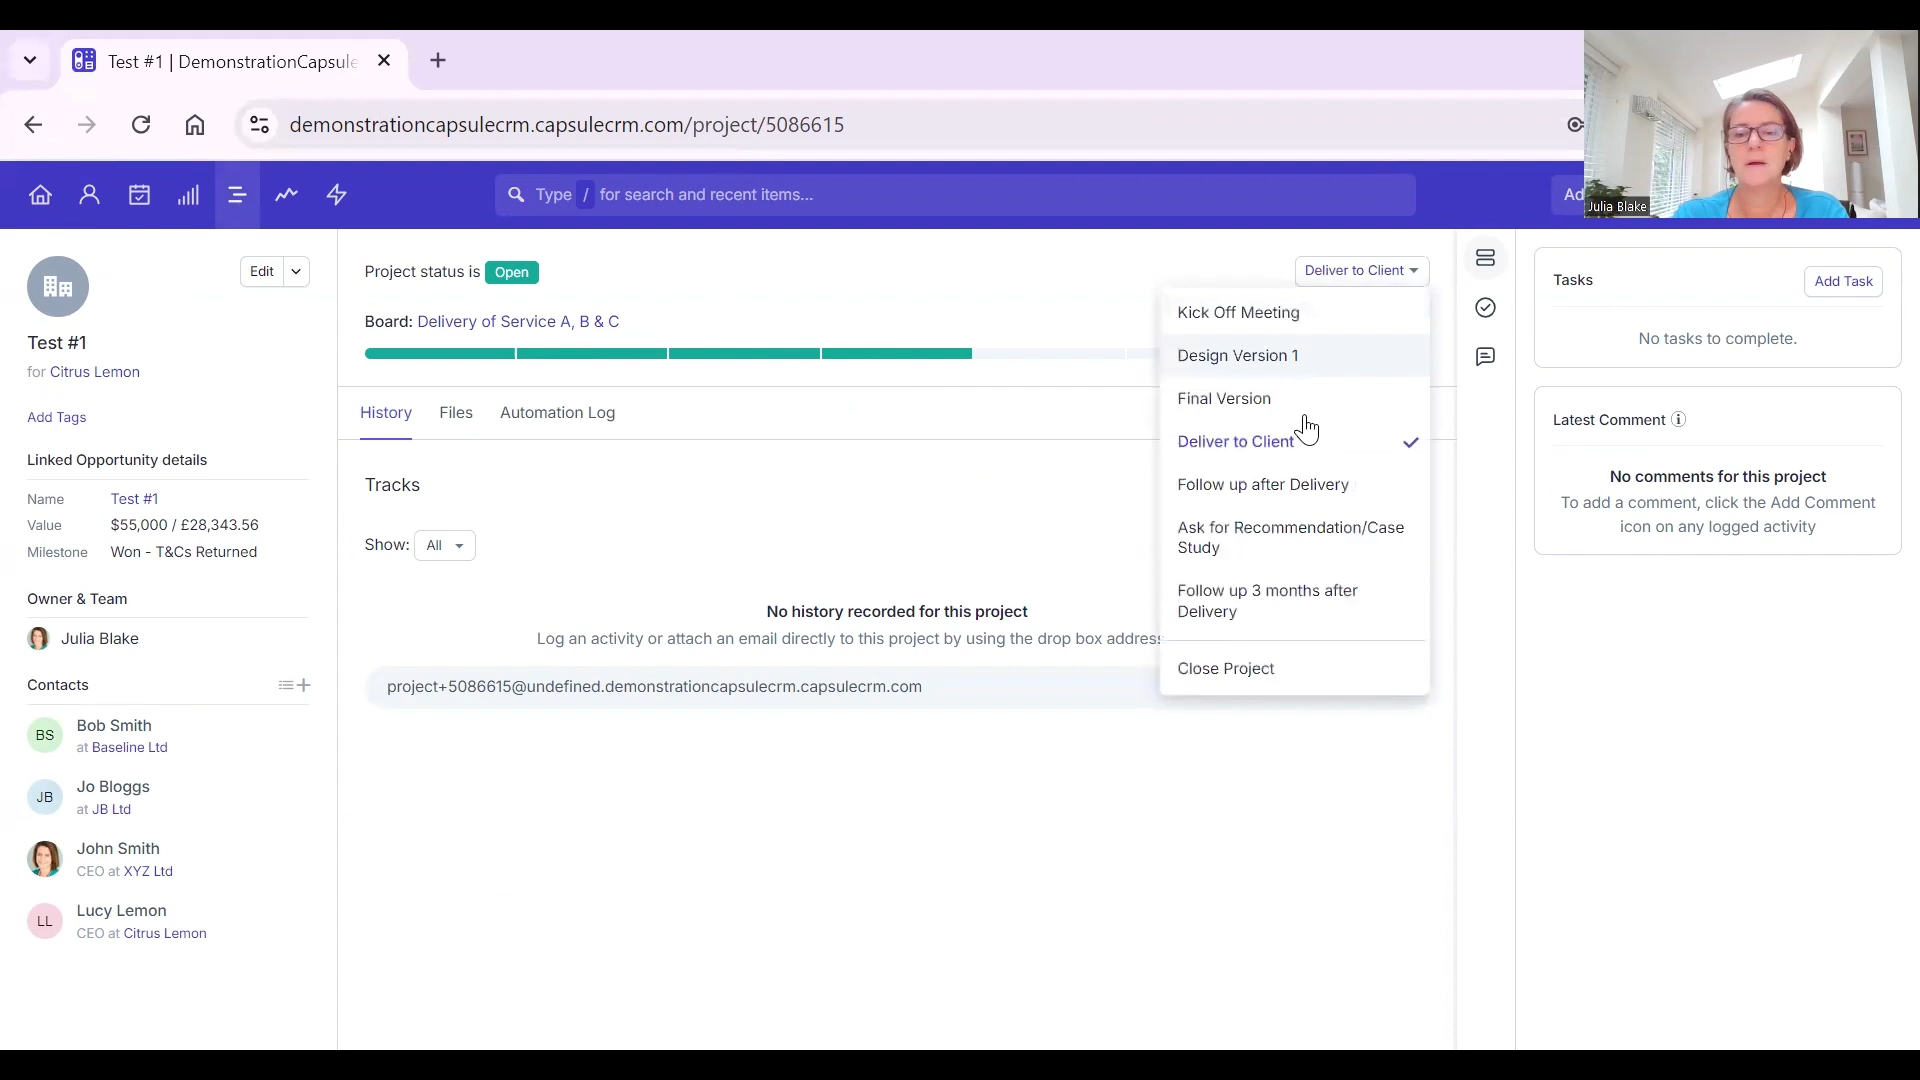 Test #1 | DemonstrationCapsule
demonstrationcapsulecrm.capsulecrm.com/project/5086615
Type / for search and recent items...
Ad
Julia Blake
Edit
Test #1
for Citrus Lemon
Add Tags
Linked Opportunity details
Name Test #1
Value $55,000 / £28,343.56
Milestone Won - T&Cs Returned
Owner & Team
Julia Blake
Contacts
BS Bob Smith
at Baseline Ltd
JB Jo Bloggs
at JB Ltd
John Smith
CEO at XYZ Ltd
LL Lucy Lemon
CEO at Citrus Lemon
Project status is Open
Deliver to Client
Board: Delivery of Service A, B & C
History Files Automation Log
Tracks
Show: All
No history recorded for this project
Log an activity or attach an email directly to this project by using the drop box address
project+5086615@undefined.demonstrationcapsulecrm.capsulecrm.com
Kick Off Meeting
Design Version 1
Final Version
Deliver to Client
Follow up after Delivery
Ask for Recommendation/Case
Study
Follow up 3 months after
Delivery
Close Project
Tasks
Add Task
No tasks to complete.
Latest Comment
No comments for this project
To add a comment, click the Add Comment
icon on any logged activity